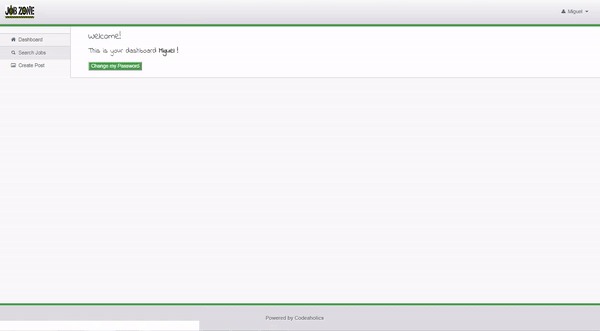 JOB ZONE
Miguel
Dashboard
Search Jobs
Create Post
Welcome!
This is your dashboard Miguel !
Change my Password
Powered by Codeaholics